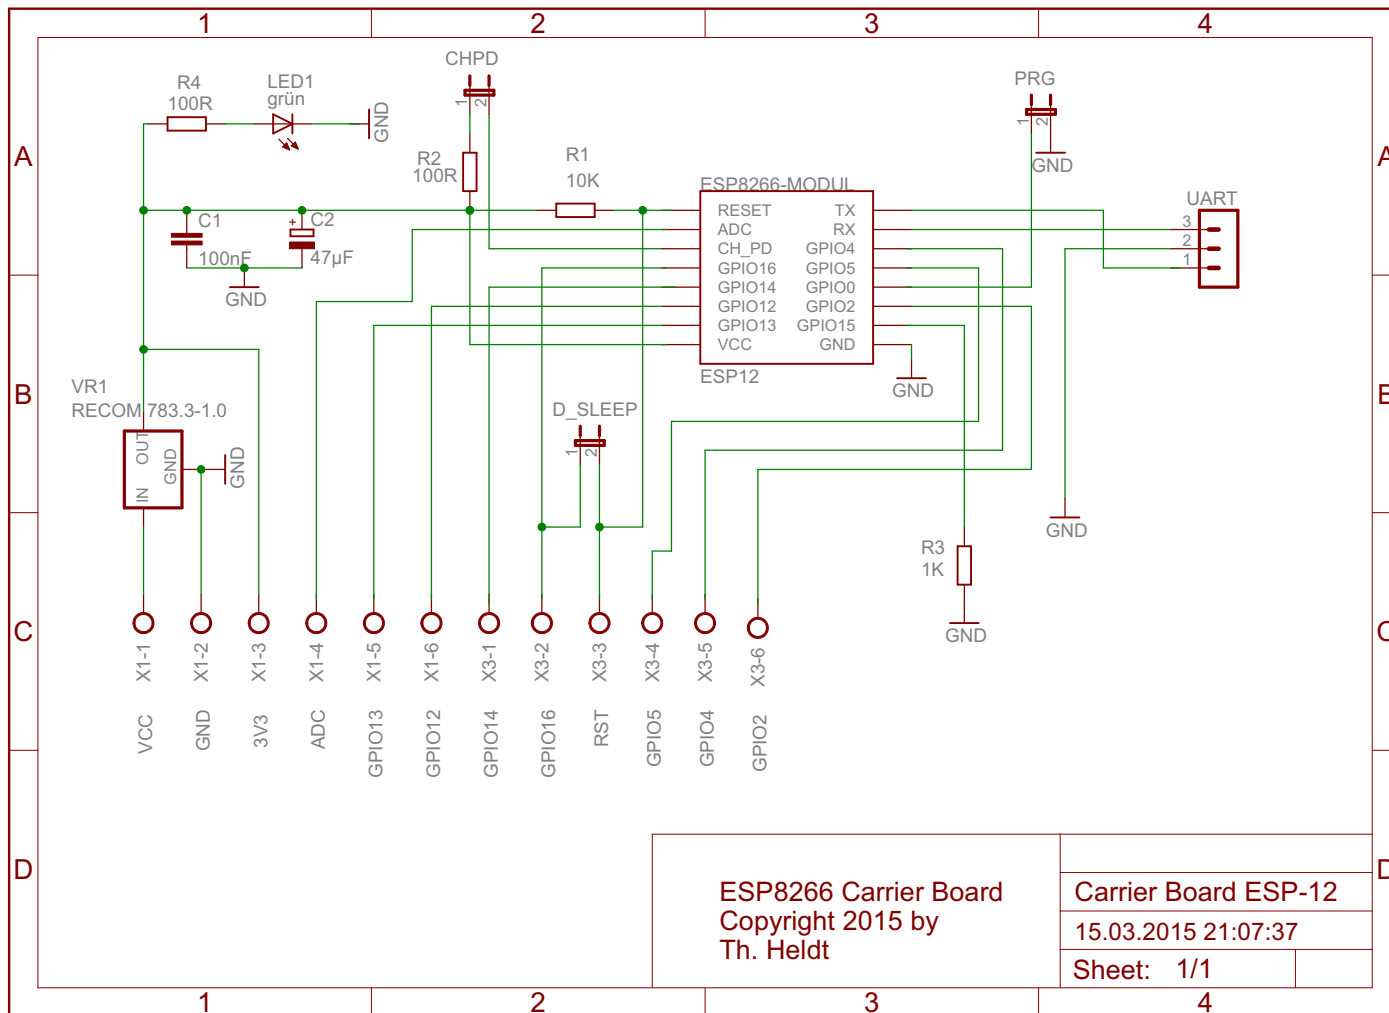 1 2 3 4
A A
B B
C C
D D
R4
100R
LED1
grün
GND
CHPD
1 2
R2
100R
R1
10K
PRG
1 2
GND
C1
100nF
+
C2
47µF
GND
ESP8266-MODUL
RESET TX
ADC RX
CH_PD GPIO4
GPIO16 GPIO5
GPIO14 GPIO0
GPIO12 GPIO2
GPIO13 GPIO15
VCC GND
ESP12
GND
UART
3
2
1
GND
VR1
RECOM 783.3-1.0
OUT
GND
IN
GND
D_SLEEP
1 2
R3
1K
GND
X1-1 X1-2 X1-3 X1-4 X1-5 X1-6 X3-1 X3-2 X3-3 X3-4 X3-5 X3-6
VCC GND 3V3 ADC GPIO13 GPIO12 GPIO14 GPIO16 RST GPIO5 GPIO4 GPIO2
ESP8266 Carrier Board
Copyright 2015 by
Th. Heldt
Carrier Board ESP-12
15.03.2015 21:07:37
Sheet: 1/1
1 2 3 4